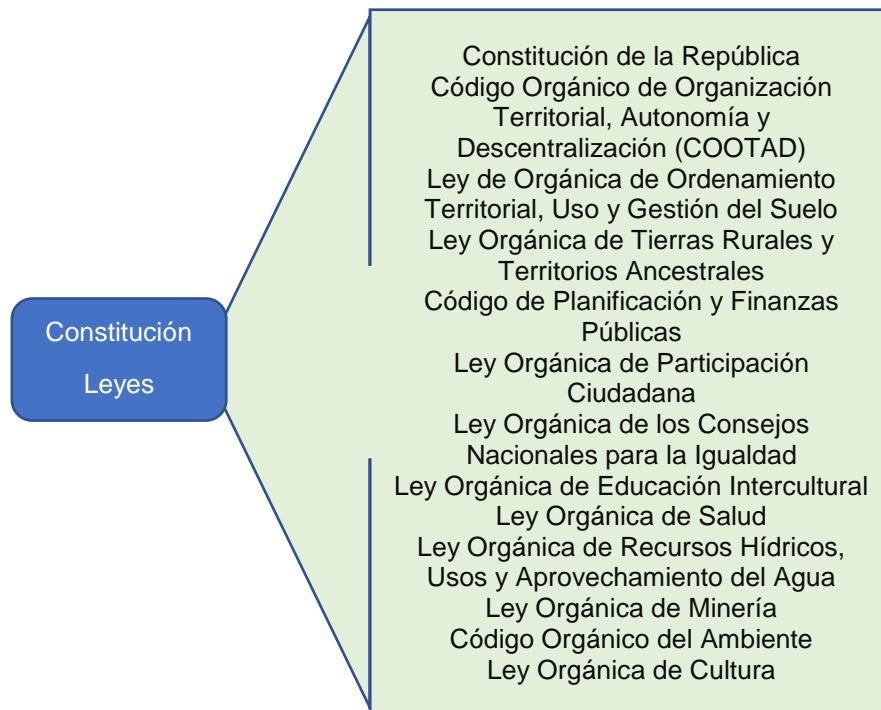 Constitución
Leyes
Constitución de la República
Código Orgánico de Organización
Territorial, Autonomía y
Descentralización (COOTAD)
Ley de Orgánica de Ordenamiento
Territorial, Uso y Gestión del Suelo
Ley Orgánica de Tierras Rurales y
Territorios Ancestrales
Código de Planificación y Finanzas
Públicas
Ley Orgánica de Participación
Ciudadana
Ley Orgánica de los Consejos
Nacionales para la Igualdad
Ley Orgánica de Educación Intercultural
Ley Orgánica de Salud
Ley Orgánica de Recursos Hídricos,
Usos y Aprovechamiento del Agua
Ley Orgánica de Minería
Código Orgánico del Ambiente
Ley Orgánica de Cultura